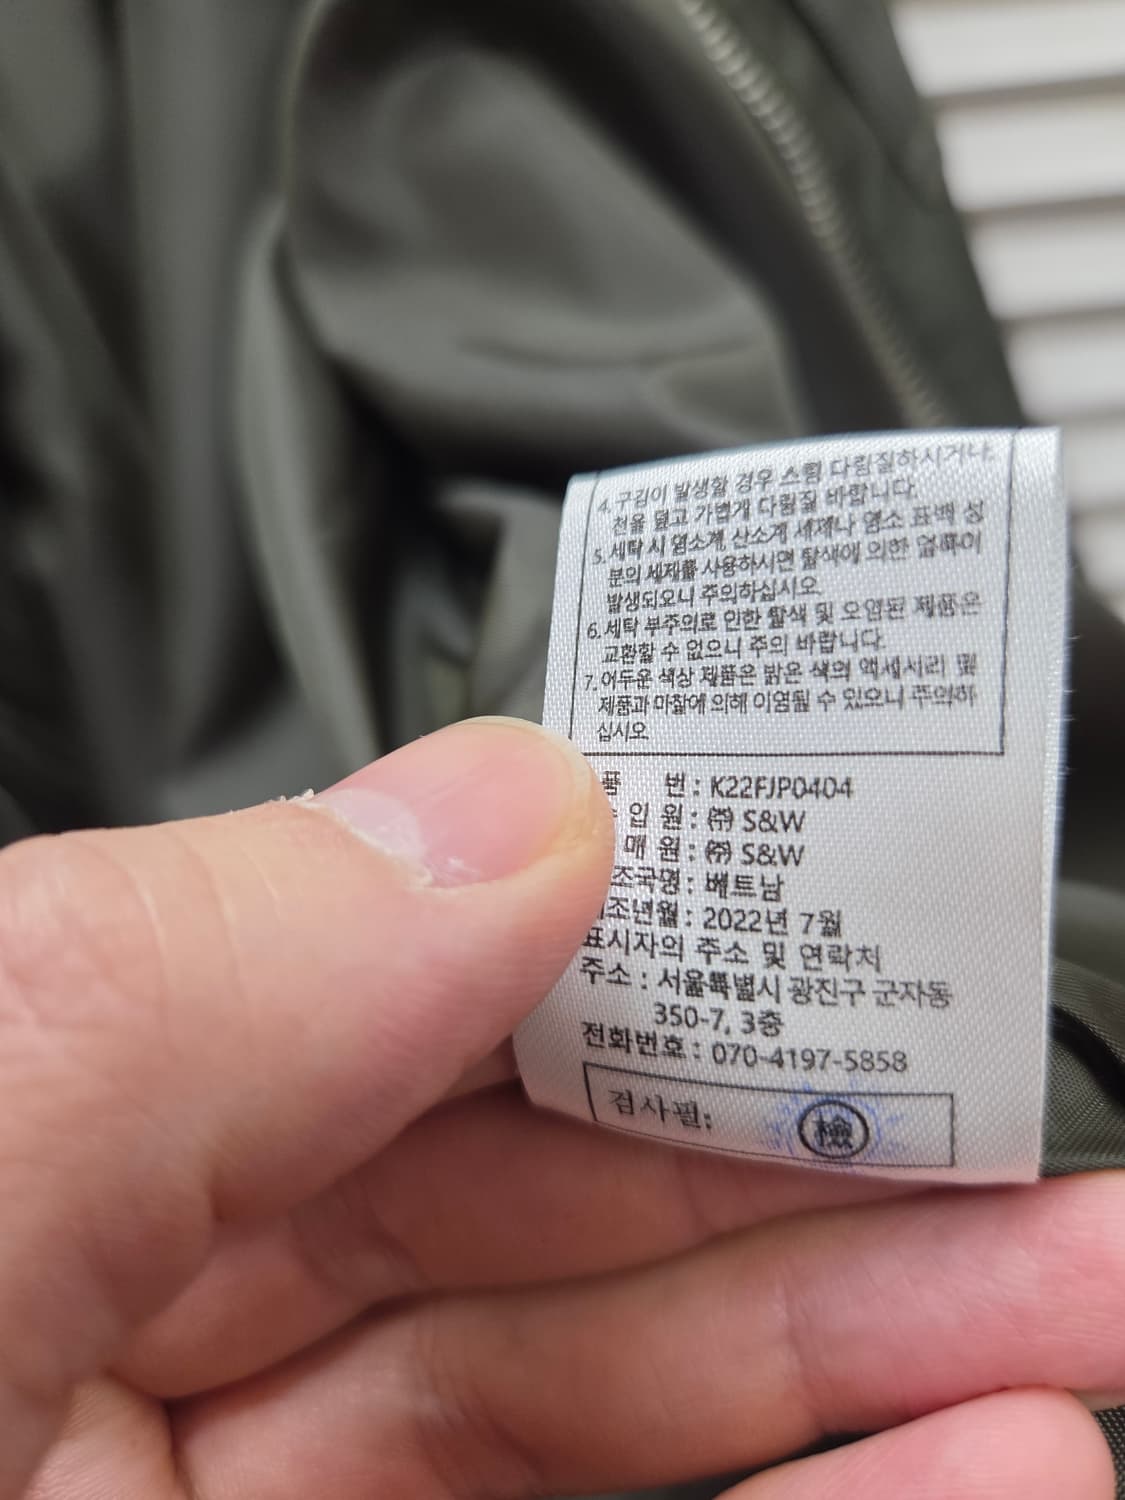 4. 구김이 발생할 경우 스팀 다림질하시거나,
천을 덮고 가볍게 다림질 바랍니다.
5. 세탁 시 염소계, 산소계 세제나 염소 표백 성
분의 세제를 사용하시면 탈색에 의한 얼룩이
발생되오니 주의하십시오
6. 세탁 부주의로 인한 탈색 및 오염된 제품은
교환할 수 없으니 주의 바랍니다.
7. 어두운 색상 제품은 밝은 색의 액세서리 및
제품과 마찰에 의해 이염될 수 있으니 주의하
십시오
품 번 : K22FJP0404
입 원 : ㈜ S&W
매 원 : ㈜ S&W
조국명 : 베트남
조년월 : 2022년 7월
표시자의 주소 및 연락처
주소 : 서울특별시 광진구 군자동
350-7, 3층
전화번호 : 070-4197-5858
검사필: 檢